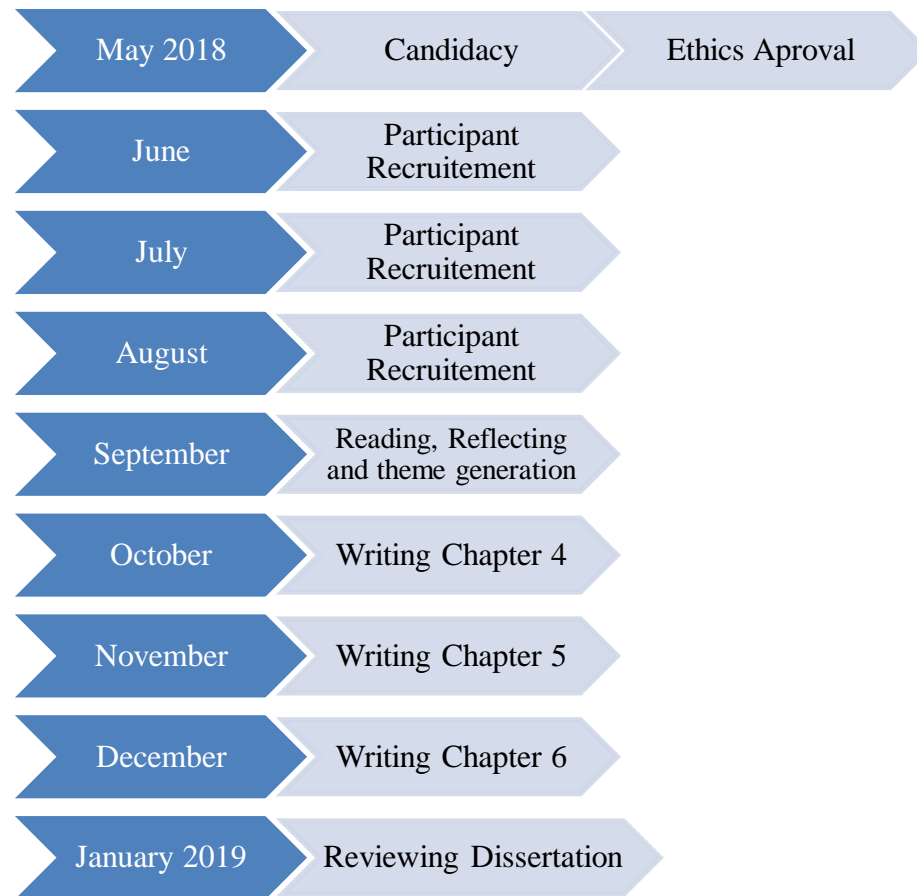 May 2018
Candidacy
Ethics Aproval
June
Participant
Recruitement
July
Participant
Recruitement
August
Participant
Recruitement
September
Reading, Reflecting
and theme generation
October
Writing Chapter 4
November
Writing Chapter 5
December
Writing Chapter 6
January 2019
Reviewing Dissertation